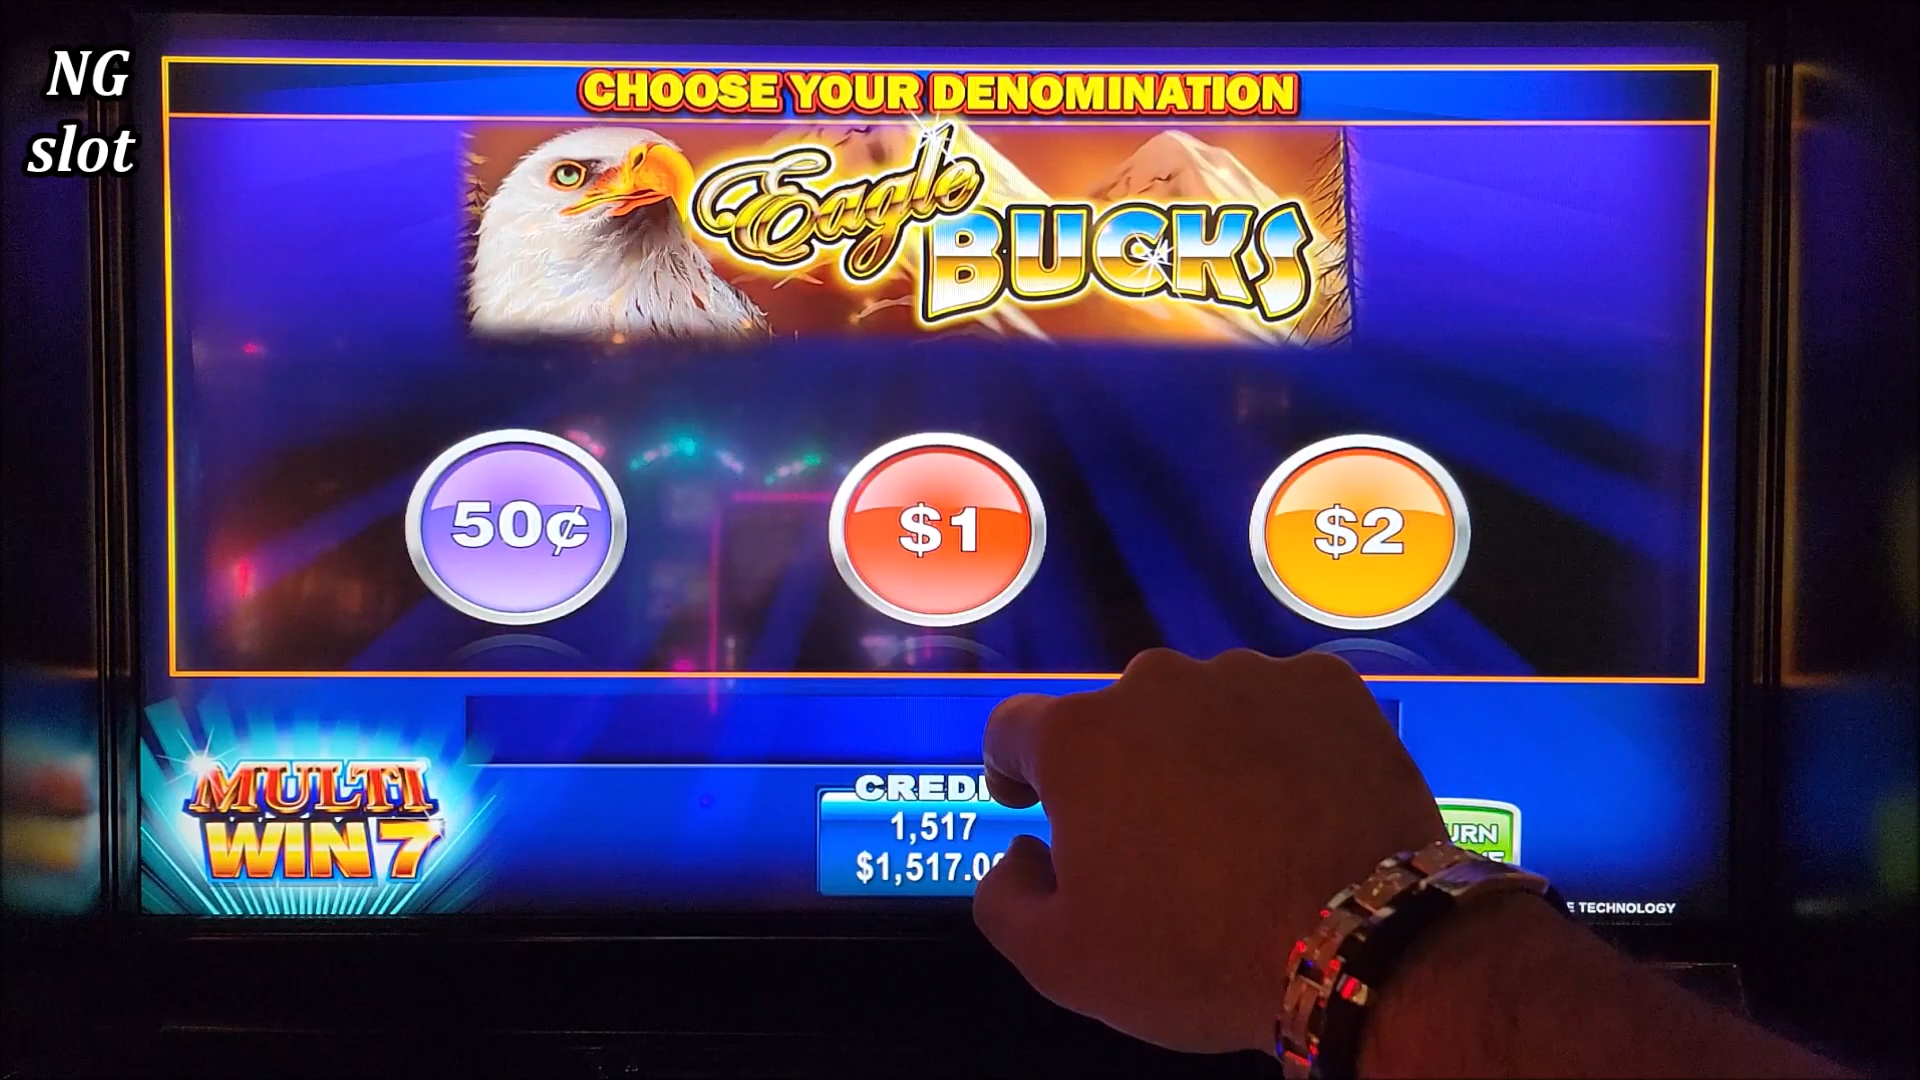 NG
slot
CHOOSE YOUR DENOMINATION
Eagle
BUCKS
50¢
$1
$2
MULTI
WIN 7
1,517
TECHNOLOGY